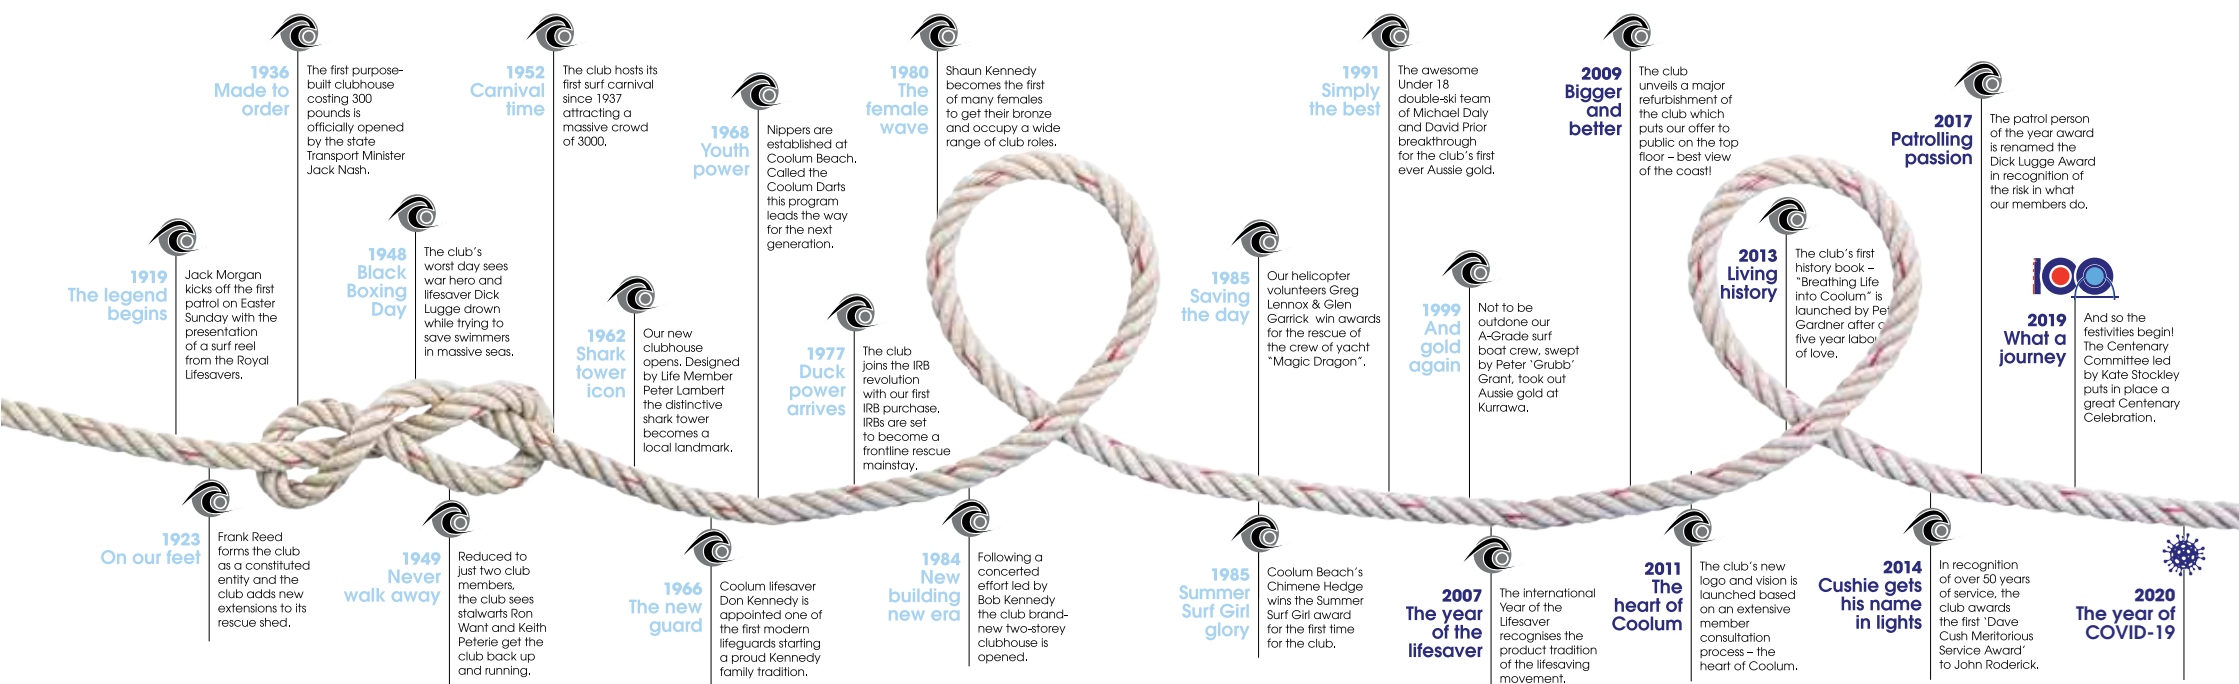 1936
Made to
order
The first purpose-
built clubhouse
costing 300
pounds is
officially opened
by the state
Transport Minister
Jack Nash.
1952
Carnival
time
The club hosts its
first surf carnival
since 1937
attracting a
massive crowd
of 3000.
1968
Youth
power
Nippers are
established at
Coolum Beach.
Called the
Coolum Darts
this program
leads the way
for the next
generation.
1980
The
female
wave
Shaun Kennedy
becomes the first
of many females
to get their bronze
and occupy a wide
range of club roles.
1991
Simply
the best
The awesome
Under 18
double-ski team
of Michael Daly
and David Prior
breakthrough
for the club's first
ever Aussie gold.
2009
Bigger
and
better
The club
unveils a major
refurbishment of
the club which
puts our offer to
public on the top
floor – best view
of the coast!
2017
Patrolling
passion
The patrol person
of the year award
is renamed the
Dick Lugge Award
in recognition of
the risk in what
our members do.
1919
The legend
begins
Jack Morgan
kicks off the first
patrol on Easter
Sunday with the
presentation
of a surf reel
from the Royal
Lifesavers.
1948
Black
Boxing
Day
The club's
worst day sees
war hero and
lifesaver Dick
Lugge drown
while trying to
save swimmers
in massive seas.
1962
Shark
tower
icon
Our new
clubhouse
opens. Designed
by Life Member
Peter Lambert
the distinctive
shark tower
becomes a
local landmark.
1977
Duck
power
arrives
The club
joins the IRB
revolution
with our first
IRB purchase.
IRBs are set
to become a
frontline rescue
mainstay.
1985
Saving
the day
Our helicopter
volunteers Greg
Lennox & Glen
Garrick win awards
for the rescue of
the crew of yacht
"Magic Dragon".
1999
And
gold
again
Not to be
outdone our
A-Grade surf
boat crew, swept
by Peter 'Grubb'
Grant, took out
Aussie gold at
Kurrawa.
2013
Living
history
The club's first
history book –
"Breathing Life
into Coolum" is
launched by
Gardner after
five year
of love.
100
2019
What a
journey
And so the
festivities begin!
The Centenary
Committee led
by Kate Stockley
puts in place a
great Centenary
Celebration.
1923
On our feet
Frank Reed
forms the club
as a constituted
entity and the
club adds new
extensions to its
rescue shed.
1949
Never
walk away
Reduced to
just two club
members,
the club sees
stalwarts Ron
Want and Keith
Peterie get the
club back up
and running.
1966
The new
guard
Coolum lifesaver
Don Kennedy is
appointed one of
the first modern
lifeguards starting
a proud Kennedy
family tradition.
1984
New
building
new era
Following a
concerted
effort led by
Bob Kennedy
the club brand-
new two-storey
clubhouse is
opened.
1985
Summer
Surf Girl
glory
Coolum Beach's
Chimene Hedge
wins the Summer
Surf Girl award
for the first time
for the club.
2007
The year
of the
lifesaver
The international
Year of the
Lifesaver
recognises the
product tradition
of the lifesaving
movement.
2011
The
heart of
Coolum
The club's new
logo and vision is
launched based
on an extensive
member
consultation
process – the
heart of Coolum.
2014
Cushie gets
his name
in lights
In recognition
of over 50 years
of service, the
club awards
the first 'Dave
Cush Meritorious
Service Award'
to John Roderick.
2020
The year of
COVID-19